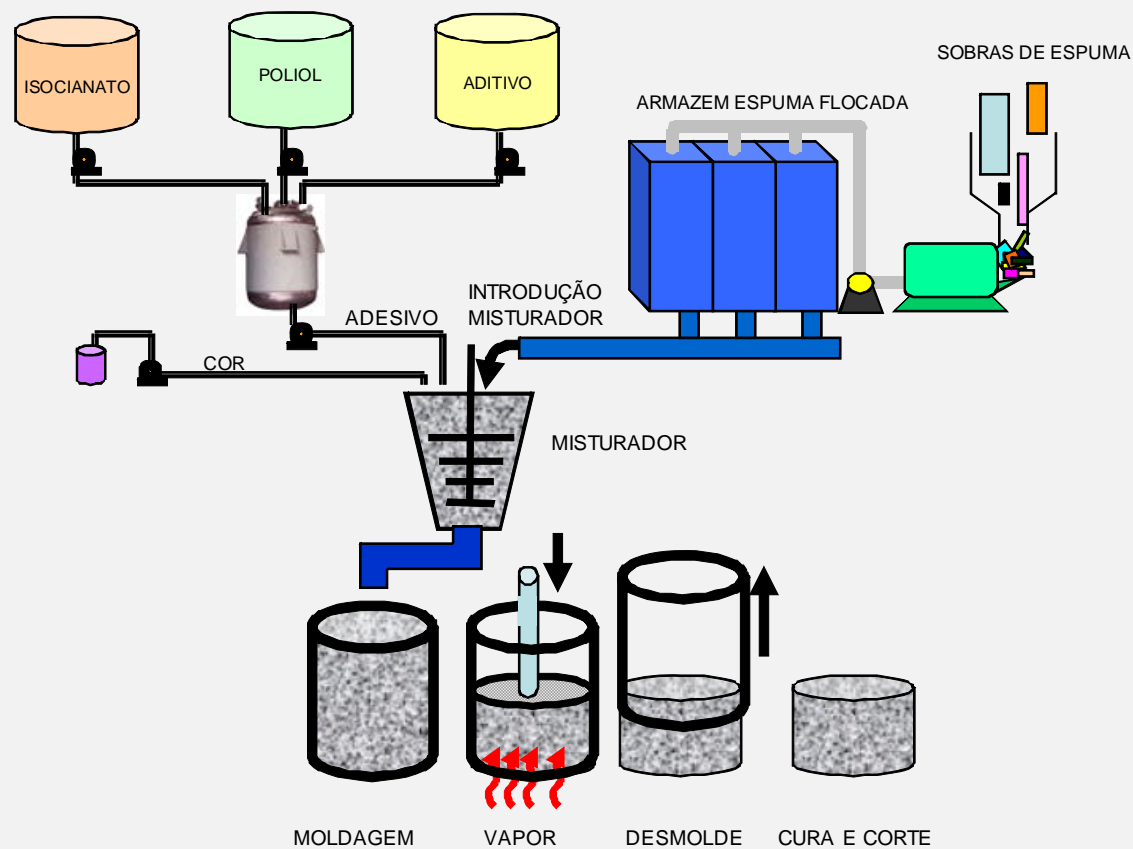 ISOCIANATO
POLIOL
ADITIVO
SOBRAS DE ESPUMA
ARMAZEM ESPUMA FLOCADA
INTRODUÇÃO
MISTURADOR
ADESIVO
COR
MISTURADOR
MOLDAGEM
VAPOR
DESMOLDE
CURA E CORTE